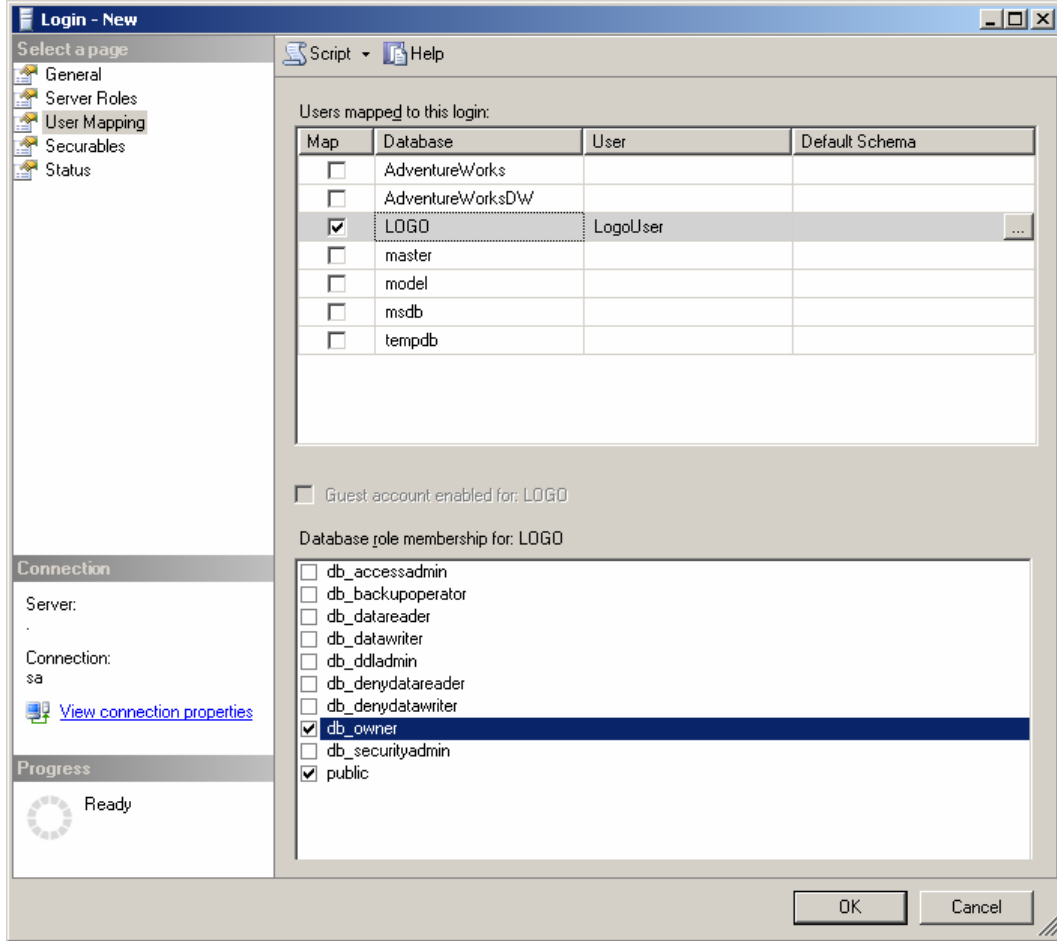 Login - New
Select a page
General
Server Roles
User Mapping
Securables
Status
Script Help
Users mapped to this login:
Map Database User Default Schema
AdventureWorks
AdventureWorksDW
LOGO LogoUser ...
master
model
msdb
tempdb
Guest account enabled for: LOGO
Database role membership for: LOGO
db_accessadmin
db_backupoperator
db_datareader
db_datawriter
db_ddladmin
db_denydatareader
db_denydatawriter
db_owner
db_securityadmin
public
Connection
Server:
.
Connection:
sa
View connection properties
Progress
Ready
OK Cancel